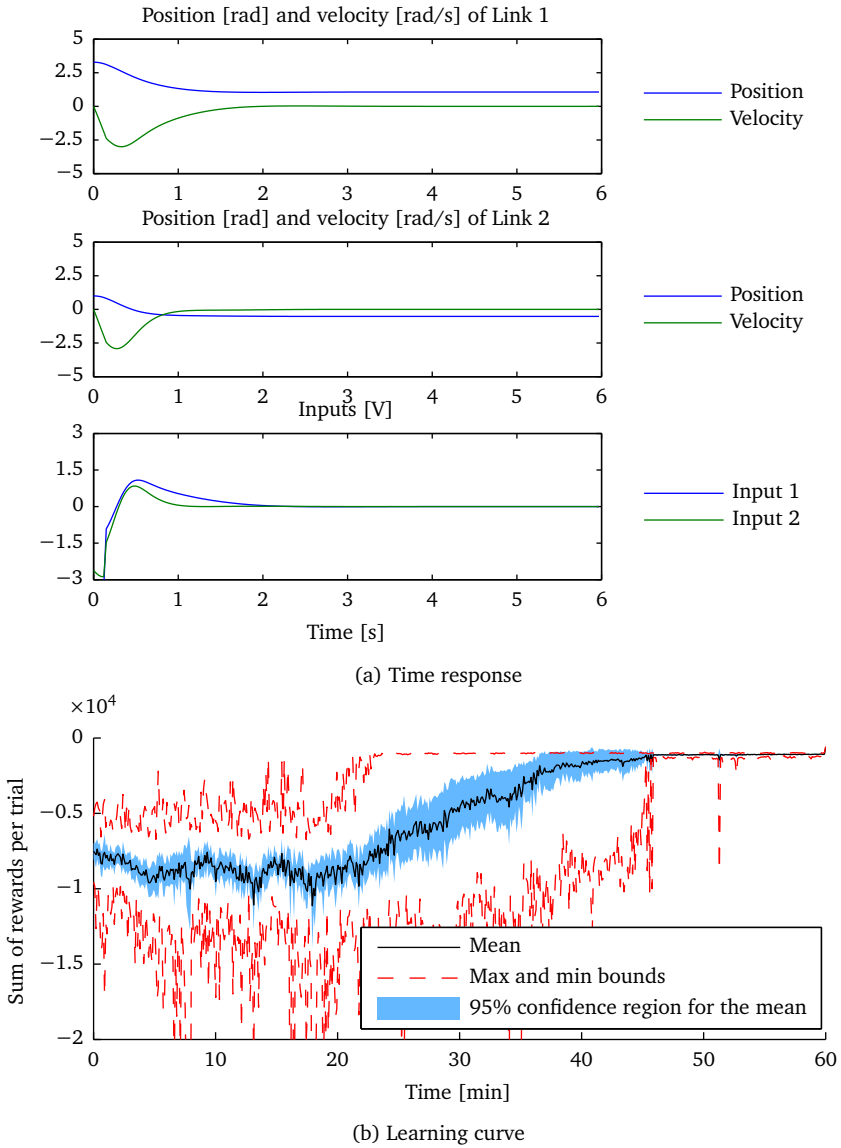 Position [rad] and velocity [rad/s] of Link 1
5
2.5
0
−2.5
−5
0 1 2 3 4 5 6
Position
Velocity
Position [rad] and velocity [rad/s] of Link 2
5
2.5
0
−2.5
−5
0 1 2 3 4 5 6
Position
Velocity
Inputs [V]
3
1.5
0
−1.5
−3
0 1 2 3 4 5 6
Input 1
Input 2
Time [s]
(a) Time response
×10⁴
0
−0.5
−1
−1.5
−2
Sum of rewards per trial
Mean
Max and min bounds
95% confidence region for the mean
0 10 20 30 40 50 60
Time [min]
(b) Learning curve